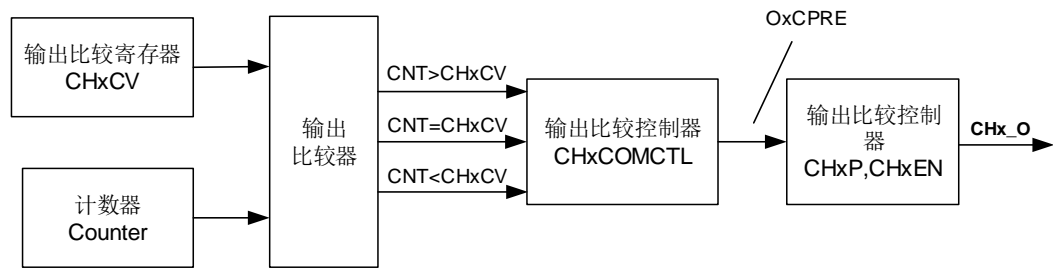 OxCPRE
输出比较寄存器
CHxCV
CNT>CHxCV
CNT=CHxCV
CNT<CHxCV
输出
比较器
输出比较控制器
CHxCOMCTL
输出比较控制
器
CHxP,CHxEN
CHx_O
计数器
Counter